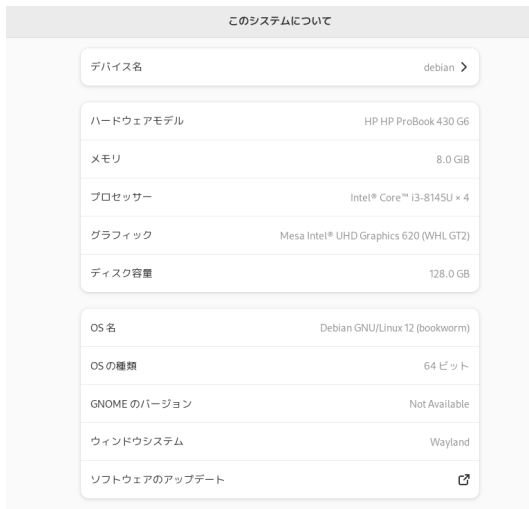 このシステムについて
デバイス名 debian
ハードウェアモデル HP HP ProBook 430 G6
メモリ 8.0 GiB
プロセッサー Intel® Core™ i3-8145U × 4
グラフィック Mesa Intel® UHD Graphics 620 (WHL GT2)
ディスク容量 128.0 GB
OS 名 Debian GNU/Linux 12 (bookworm)
OS の種類 64 ビット
GNOME のバージョン Not Available
ウィンドウシステム Wayland
ソフトウェアのアップデート